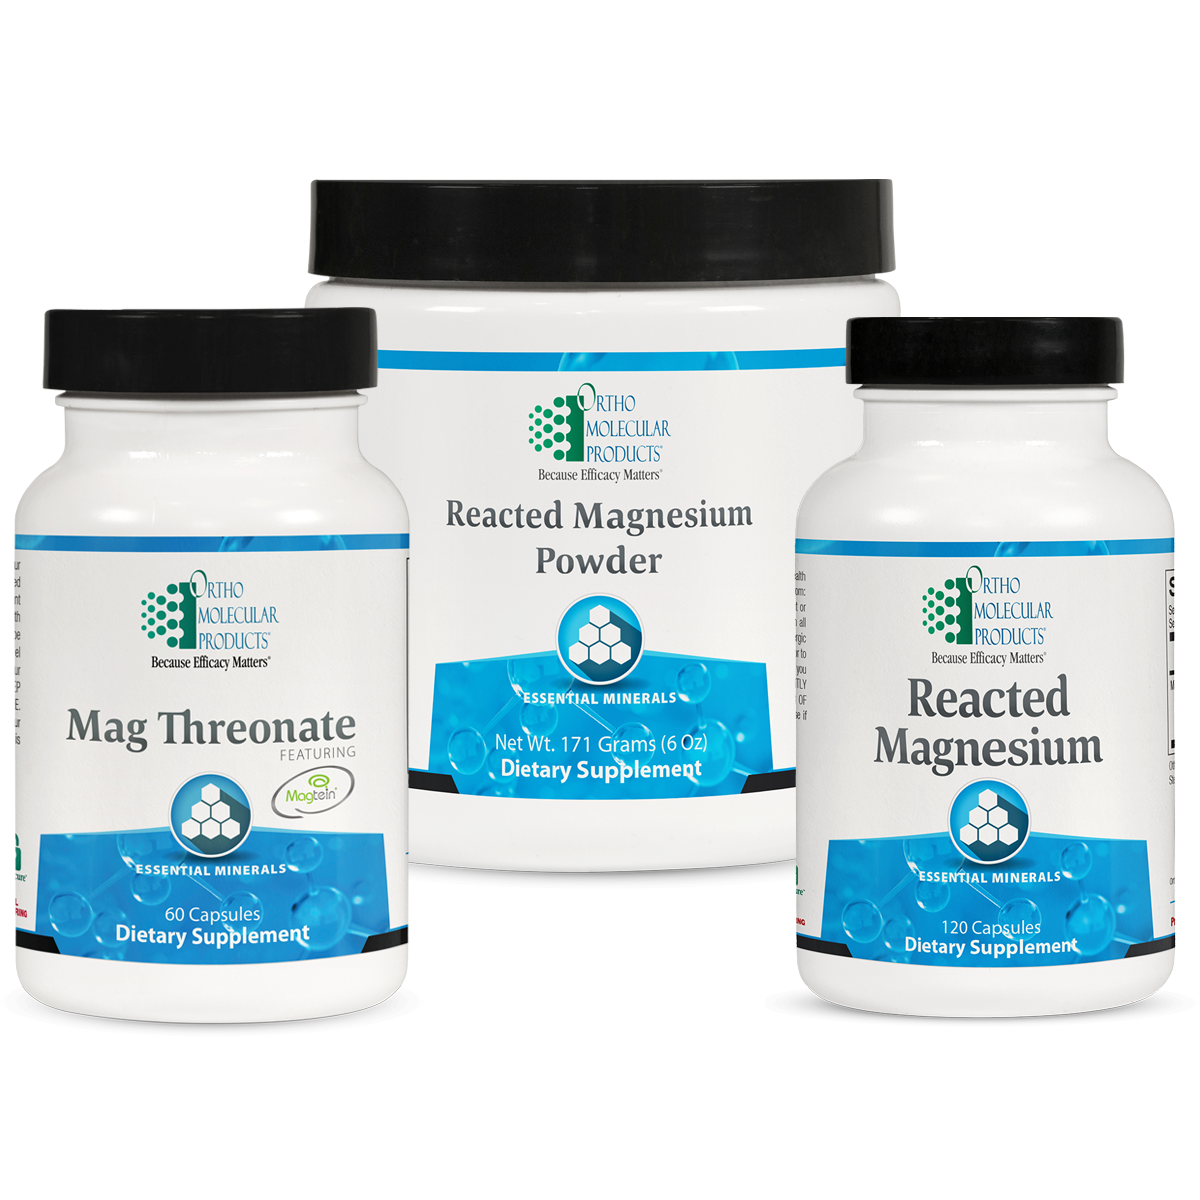 ORTHO
MOLECULAR
PRODUCTS®
Because Efficacy Matters®
Mag Threonate
FEATURING
Magtein®
ESSENTIAL MINERALS
60 Capsules
Dietary Supplement
ORTHO
MOLECULAR
PRODUCTS®
Because Efficacy Matters®
Reacted Magnesium
Powder
ESSENTIAL MINERALS
Net Wt. 171 Grams (6 Oz)
Dietary Supplement
ORTHO
MOLECULAR
PRODUCTS®
Because Efficacy Matters®
Reacted
Magnesium
ESSENTIAL MINERALS
120 Capsules
Dietary Supplement